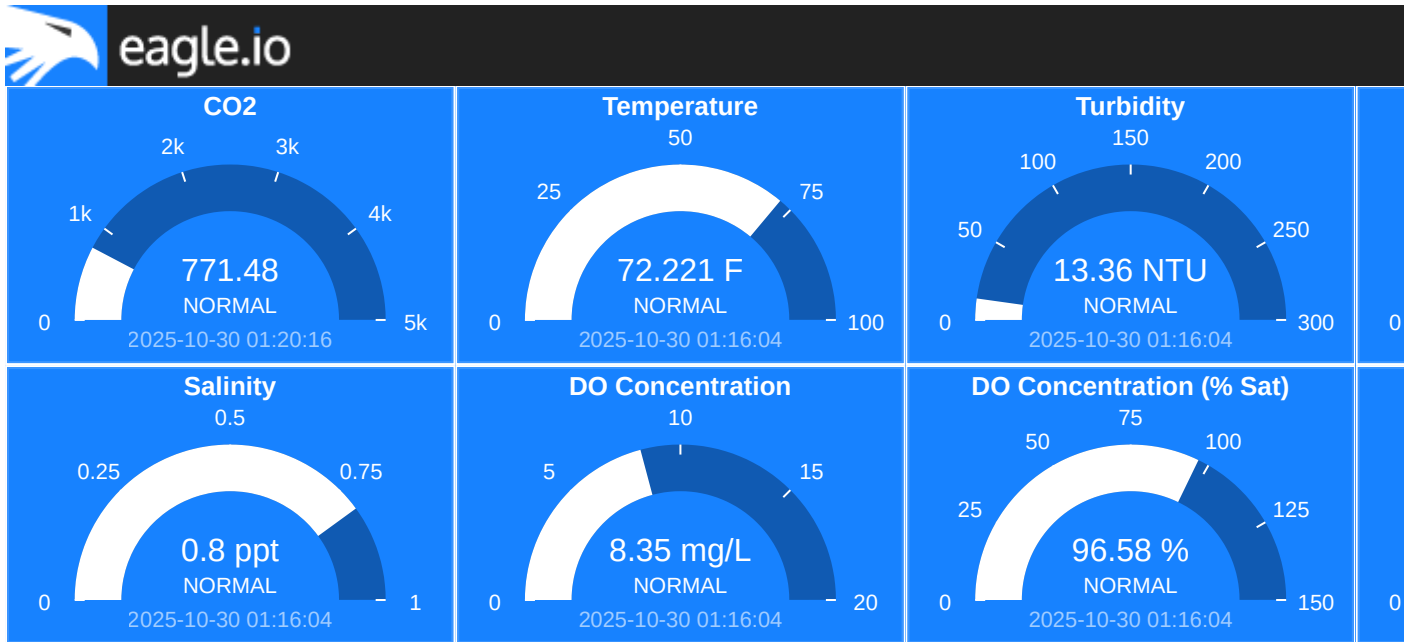 eagle.io
CO2
2k 3k
1k 4k
771.48
NORMAL
0 5k
2025-10-30 01:20:16
Temperature
50
25 75
72.221 F
NORMAL
0 100
2025-10-30 01:16:04
Turbidity
150
100 200
50 250
13.36 NTU
NORMAL
0 300
2025-10-30 01:16:04
0
Salinity
0.5
0.25 0.75
0.8 ppt
NORMAL
0 1
2025-10-30 01:16:04
DO Concentration
10
5 15
8.35 mg/L
NORMAL
0 20
2025-10-30 01:16:04
DO Concentration (% Sat)
75
50 100
25 125
96.58 %
NORMAL
0 150
2025-10-30 01:16:04
0